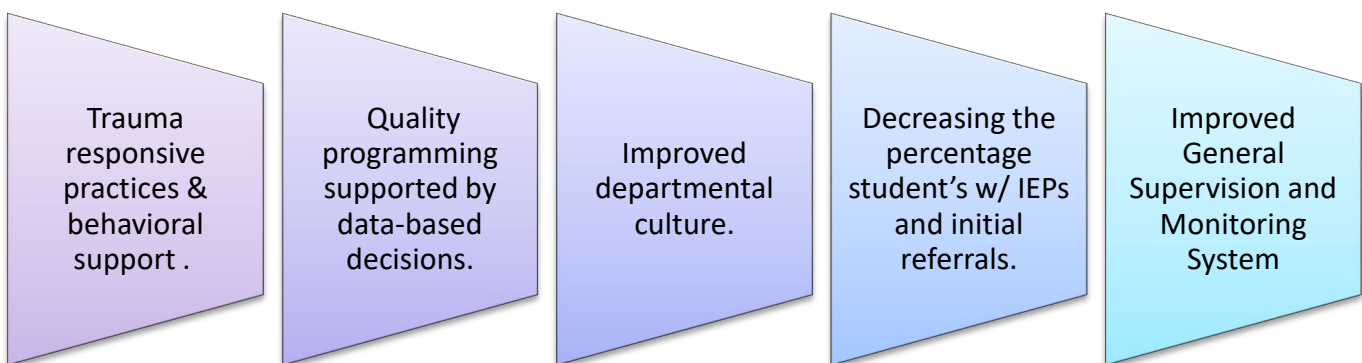 Trauma
responsive
practices &
behavioral
support .
Quality
programming
supported by
data-based
decisions.
Improved
departmental
culture.
Decreasing the
percentage
student’s w/ IEPs
and initial
referrals.
Improved
General
Supervision and
Monitoring
System